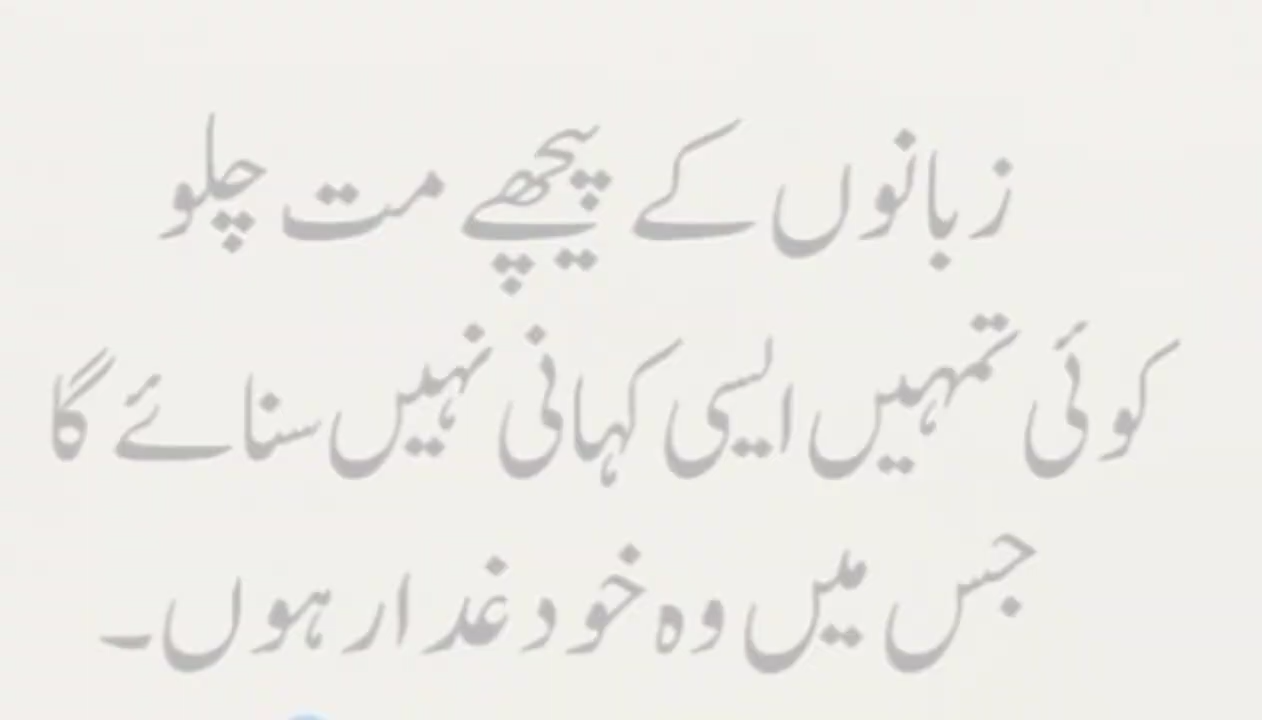 زبانوں کے پیچھے مت چلو
کوئی تمہیں ایسی کہانی نہیں سنائے گا
جس میں وہ خود غدار ہوں۔